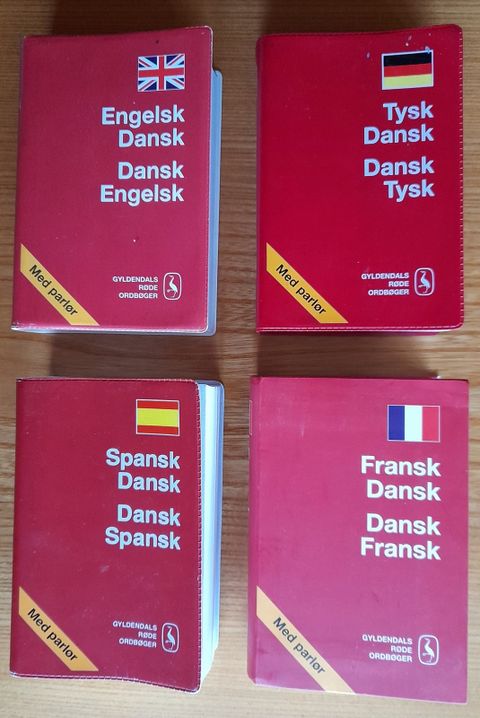 Engelsk
Dansk
Dansk
Engelsk
Med parlør
GYLDENDALS
RØDE
ORDBØGER
Tysk
Dansk
Dansk
Tysk
Med parlør
GYLDENDALS
RØDE
ORDBØGER
Spansk
Dansk
Dansk
Spansk
Med parlør
GYLDENDALS
RØDE
ORDBØGER
Fransk
Dansk
Dansk
Fransk
Med parlør
GYLDENDALS
RØDE
ORDBØGER